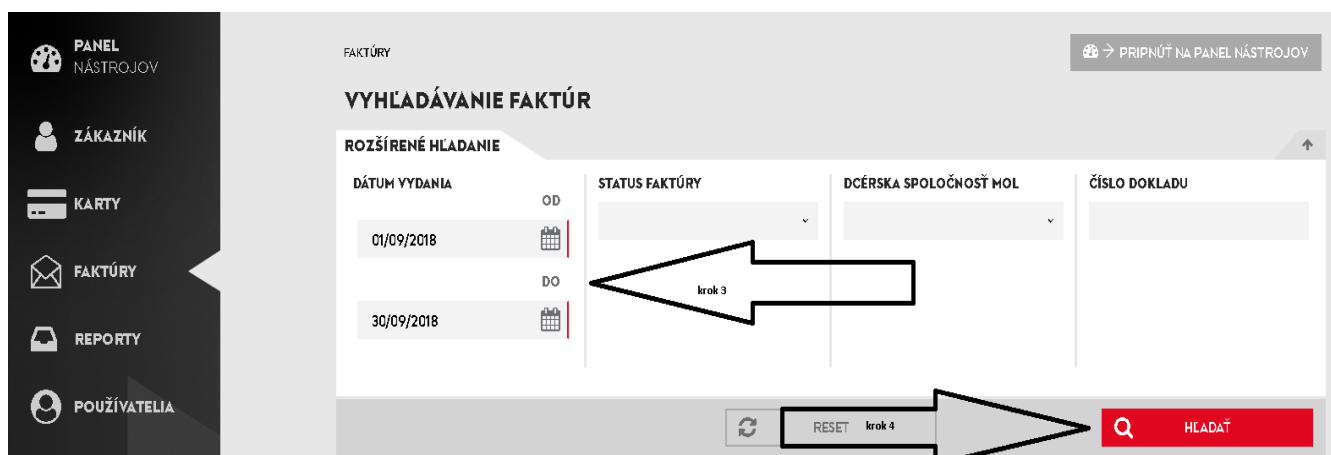 PANEL
NÁSTROJOV
ZÁKAZNÍK
KARTY
FAKTÚRY
REPORTY
POUŽÍVATELIA
FAKTÚRY
PRIPNÚŤ NA PANEL NÁSTROJOV
VYHĽADÁVANIE FAKTÚR
ROZŠÍRENÉ HĽADANIE
DÁTUM VYDANIA
OD
01/09/2018
DO
30/09/2018
STATUS FAKTÚRY
DCÉRSKA SPOLOČNOSŤ MOL
ČÍSLO DOKLADU
krok 3
RESET
krok 4
HĽADAŤ